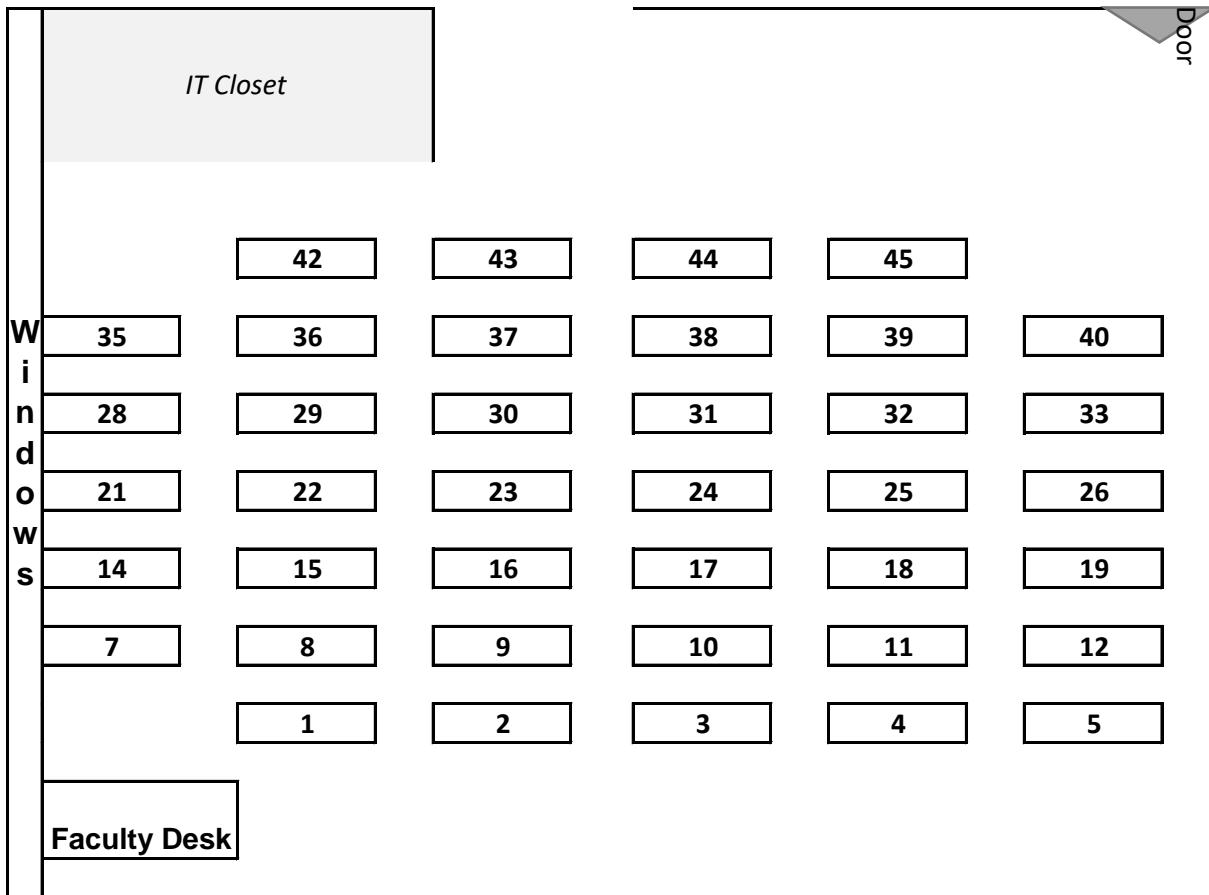 Door
IT Closet
42 43 44 45
35 36 37 38 39 40
28 29 30 31 32 33
21 22 23 24 25 26
14 15 16 17 18 19
7 8 9 10 11 12
1 2 3 4 5
Windows
Faculty Desk